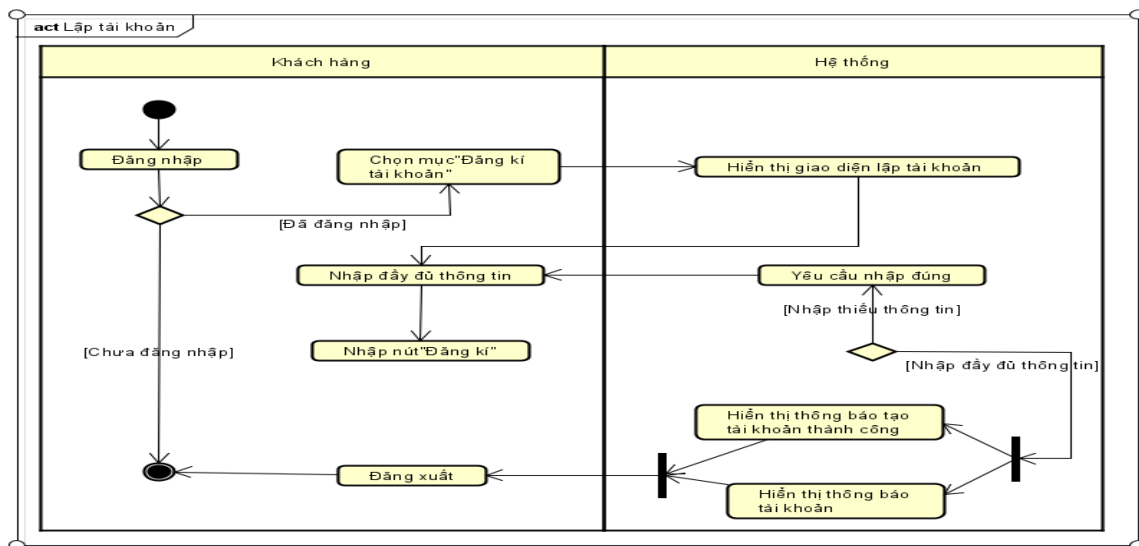 act Lập tài khoản
Khách hàng
Hệ thống
Đăng nhập
Chọn mục"Đăng kí
tài khoản"
Hiển thị giao diện lập tài khoản
[Đã đăng nhập]
Nhập đầy đủ thông tin
Yêu cầu nhập đúng
[Nhập thiếu thông tin]
Nhập nút"Đăng kí"
[Chưa đăng nhập]
[Nhập đầy đủ thông tin]
Hiển thị thông báo tạo
tài khoản thành công
Đăng xuất
Hiển thị thông báo
tài khoản